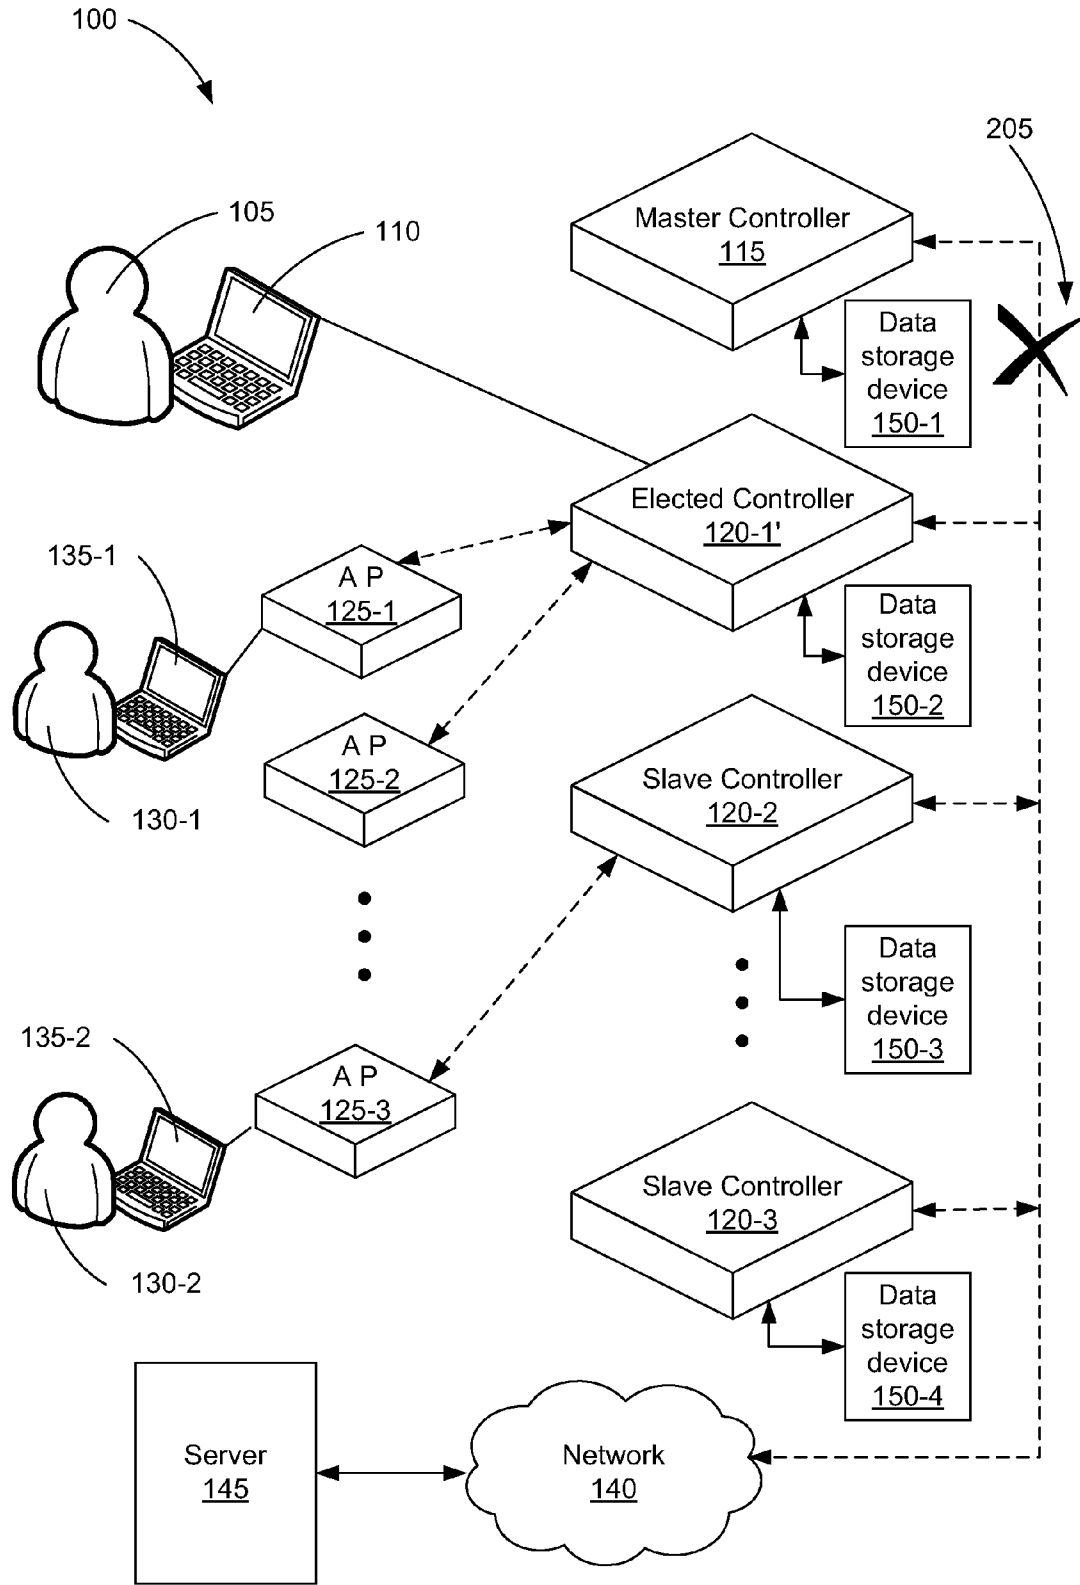 100
205
105
110
Master Controller
115
Data
storage
device
150-1
Elected Controller
120-1'
135-1
A P
125-1
Data
storage
device
150-2
130-1
A P
125-2
Slave Controller
120-2
Data
storage
device
150-3
135-2
A P
125-3
130-2
Slave Controller
120-3
Data
storage
device
150-4
Server
145
Network
140